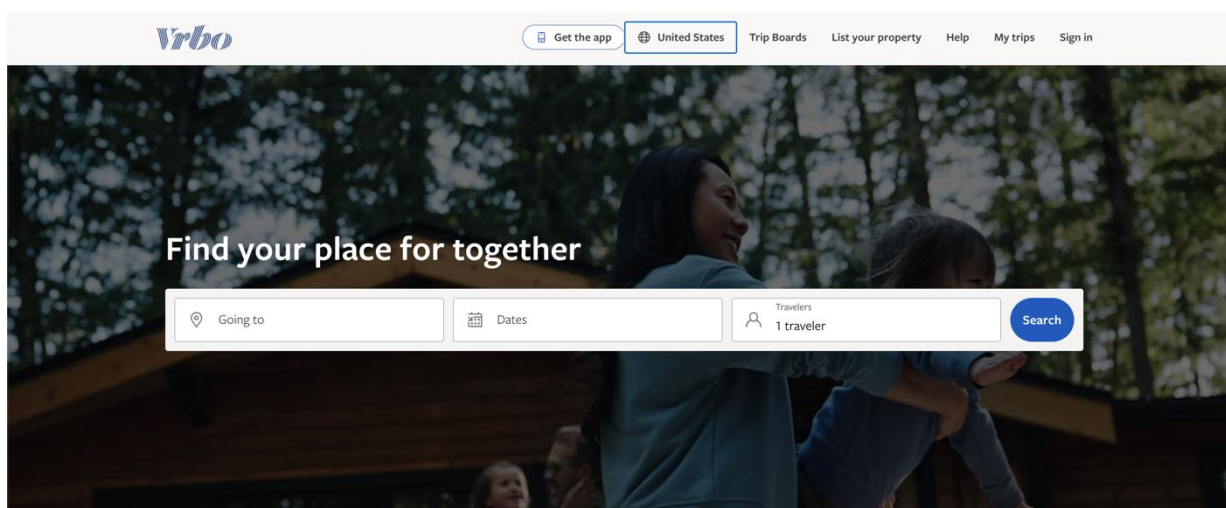 Vrbo
Get the app
United States
Trip Boards
List your property
Help
My trips
Sign in
Find your place for together
Going to
Dates
Travelers
1 traveler
Search